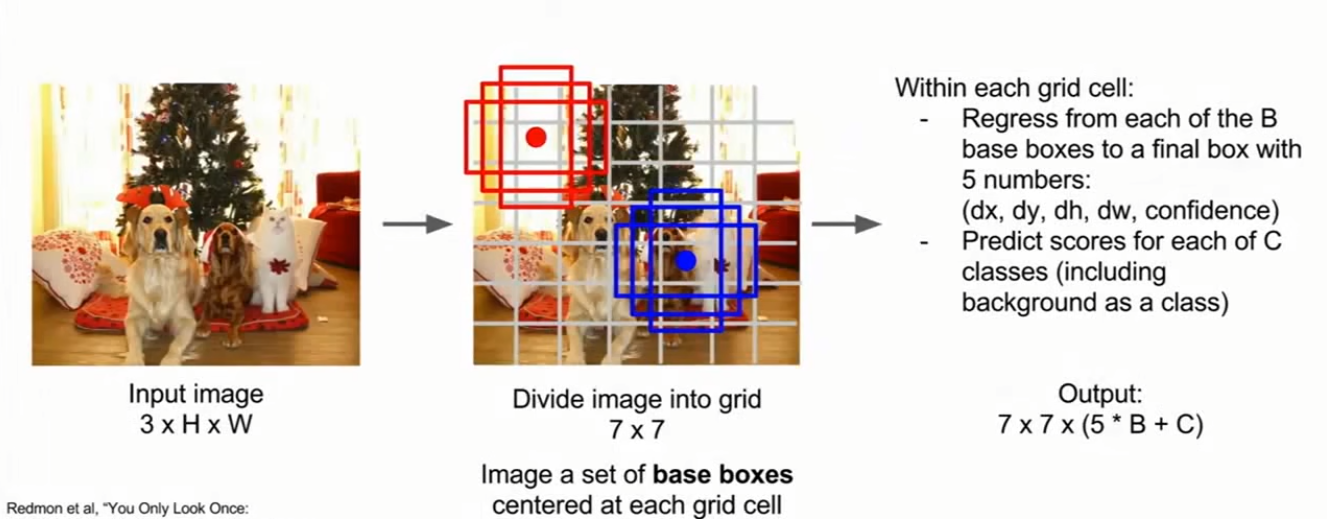 Input image
3 x H x W
Divide image into grid
7 x 7
Image a set of base boxes
centered at each grid cell
Within each grid cell:
- Regress from each of the B
base boxes to a final box with
5 numbers:
(dx, dy, dh, dw, confidence)
- Predict scores for each of C
classes (including
background as a class)
Output:
7 x 7 x (5 * B + C)
Redmon et al, "You Only Look Once: